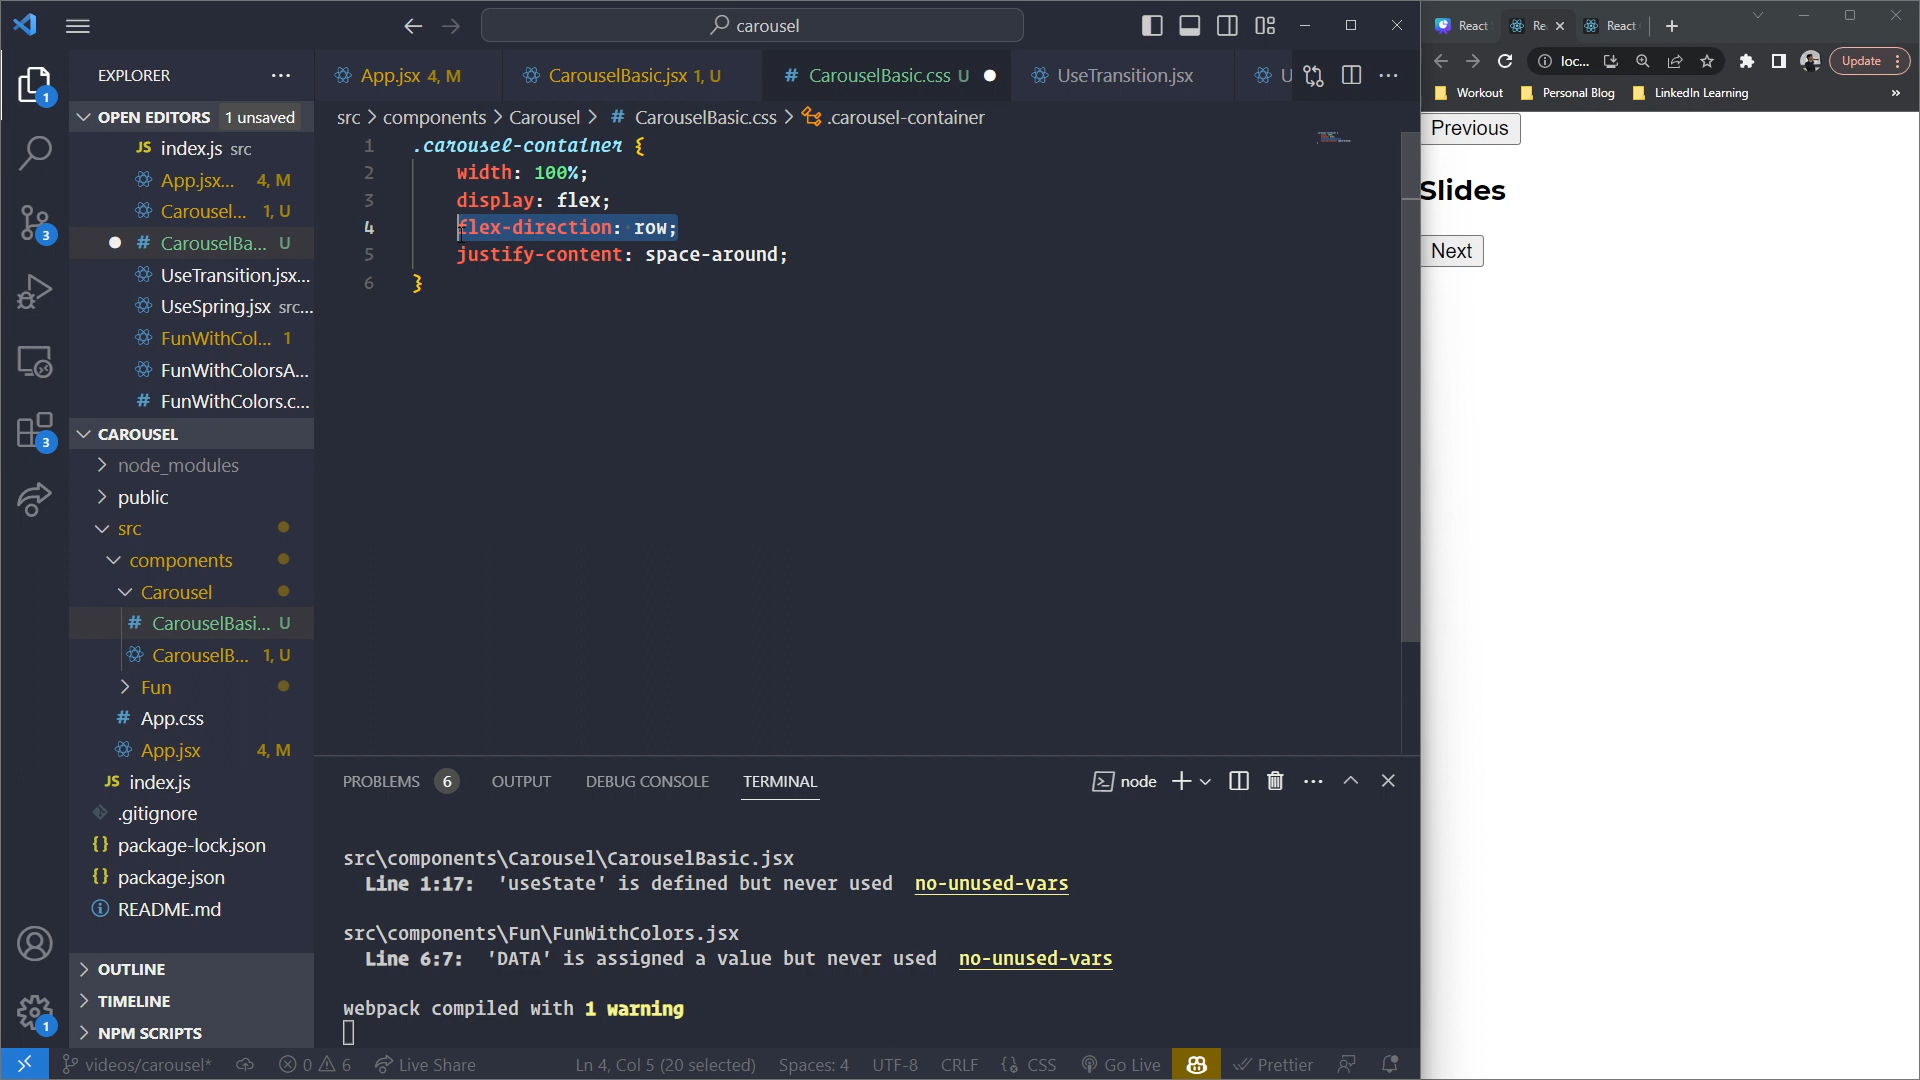 carousel
EXPLORER
App.jsx 4, M
CarouselBasic.jsx 1, U
# CarouselBasic.css U
UseTransition.jsx
U
OPEN EDITORS 1 unsaved
JS index.js src
App.jsx... 4, M
Carousel... 1, U
# CarouselBa... U
UseTransition.jsx...
UseSpring.jsx src...
FunWithCol... 1
FunWithColorsA...
# FunWithColors.c...
CAROUSEL
node_modules
public
src
components
Carousel
# CarouselBasi... U
CarouselB... 1, U
Fun
# App.css
App.jsx 4, M
JS index.js
.gitignore
{} package-lock.json
{} package.json
README.md
OUTLINE
TIMELINE
NPM SCRIPTS
1
3
3
1
src > components > Carousel > # CarouselBasic.css > .carousel-container
1 .carousel-container {
2 width: 100%;
3 display: flex;
4 flex-direction: row;
5 justify-content: space-around;
6 }
PROBLEMS 6 OUTPUT DEBUG CONSOLE TERMINAL
node
src\components\Carousel\CarouselBasic.jsx
Line 1:17: 'useState' is defined but never used no-unused-vars
src\components\Fun\FunWithColors.jsx
Line 6:7: 'DATA' is assigned a value but never used no-unused-vars
webpack compiled with 1 warning
videos/carousel* 0 6 Live Share Ln 4, Col 5 (20 selected) Spaces: 4 UTF-8 CRLF {} CSS Go Live Prettier
React
Re
React
loc...
Update
Workout
Personal Blog
LinkedIn Learning
»
Previous
Slides
Next